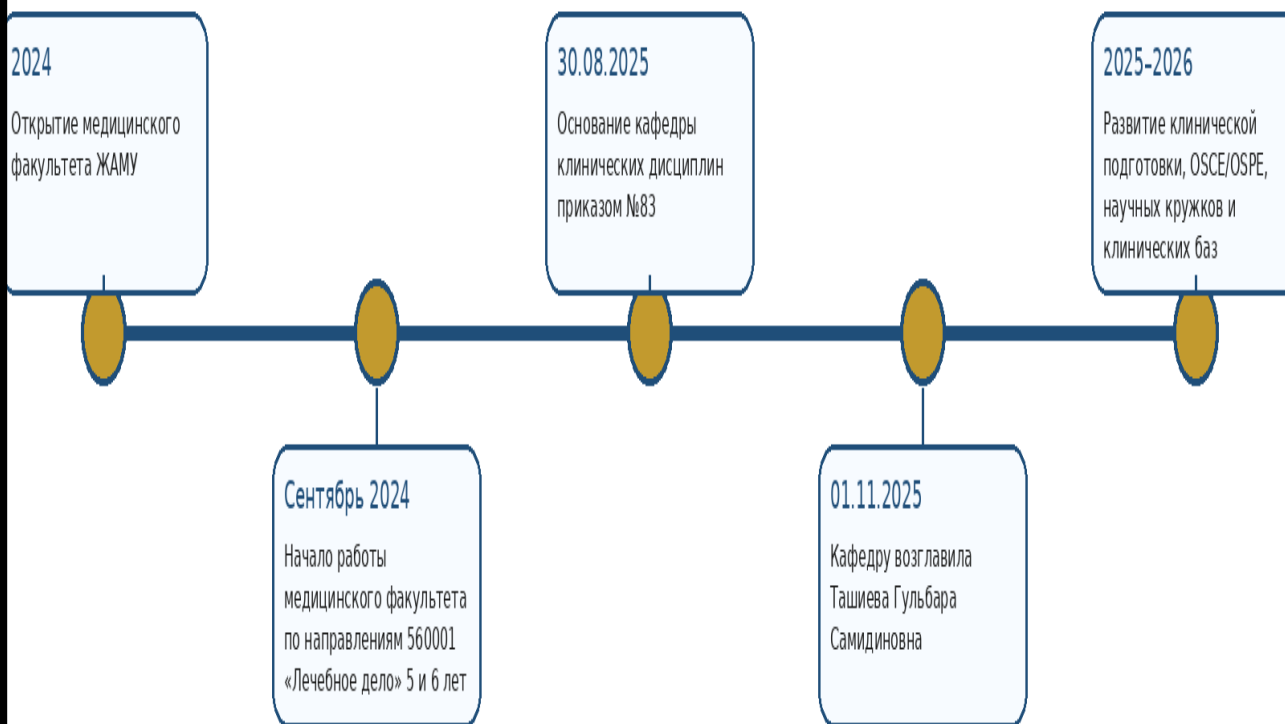 2024
Открытие медицинского
факультета ЖАМУ
Сентябрь 2024
Начало работы
медицинского факультета
по направлениям 560001
«Лечебное дело» 5 и 6 лет
30.08.2025
Основание кафедры
клинических дисциплин
приказом №83
01.11.2025
Кафедру возглавила
Ташиева Гульбара
Самидиновна
2025–2026
Развитие клинической
подготовки, OSCE/OSPE,
научных кружков и
клинических баз